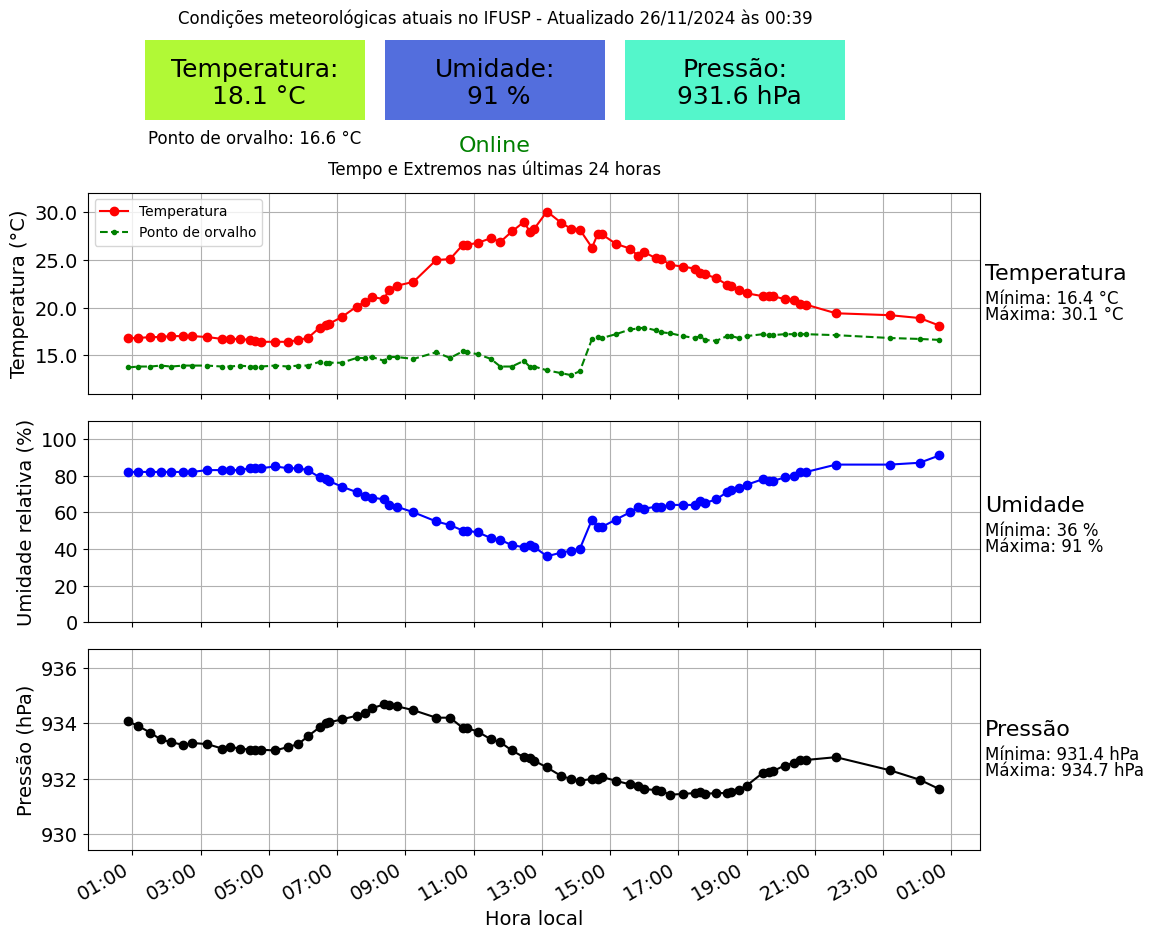 Condições meteorológicas atuais no IFUSP - Atualizado 26/11/2024 às 00:39
Temperatura:
18.1 °C
Umidade:
91 %
Pressão:
931.6 hPa
Ponto de orvalho: 16.6 °C
Online
Tempo e Extremos nas últimas 24 horas
Temperatura (°C)
30.0
25.0
20.0
15.0
Temperatura
Ponto de orvalho
Temperatura
Mínima: 16.4 °C
Máxima: 30.1 °C
Umidade relativa (%)
100
80
60
40
20
0
Umidade
Mínima: 36 %
Máxima: 91 %
Pressão (hPa)
936
934
932
930
Pressão
Mínima: 931.4 hPa
Máxima: 934.7 hPa
01:00 03:00 05:00 07:00 09:00 11:00 13:00 15:00 17:00 19:00 21:00 23:00 01:00
Hora local